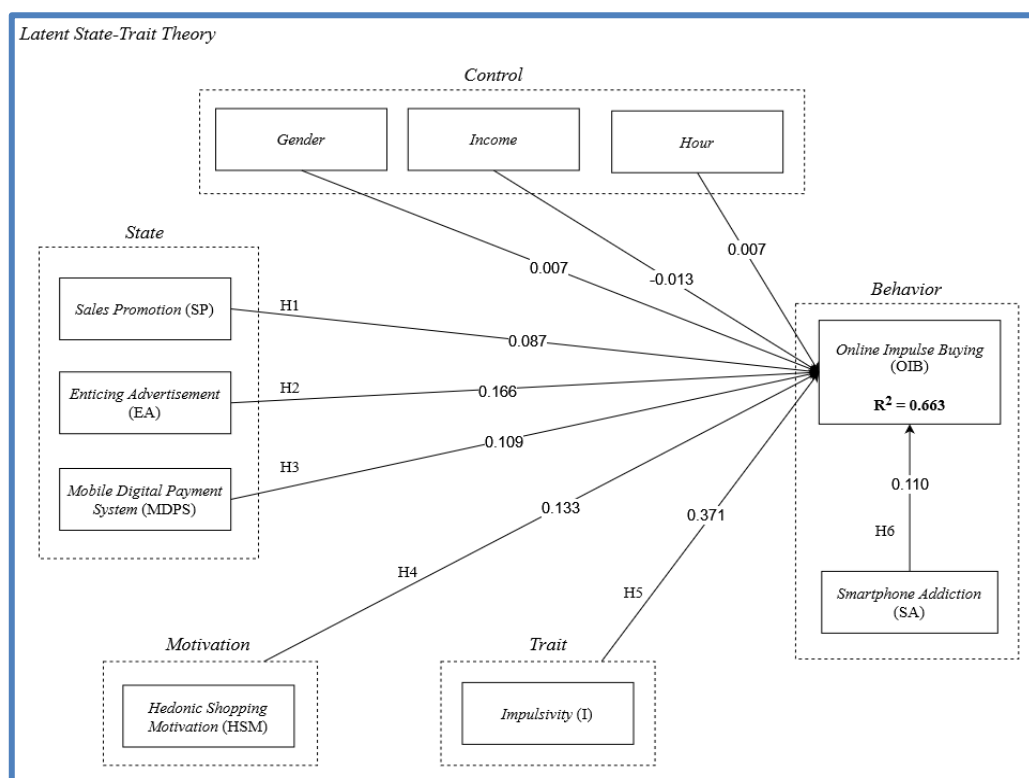 Latent State-Trait Theory
Control
Gender
Income
Hour
State
0.007
0.007
-0.013
Behavior
Sales Promotion (SP)
H1
0.087
Online Impulse Buying
(OIB)
R² = 0.663
Enticing Advertisement
(EA)
H2
0.166
0.109
H3
Mobile Digital Payment
System (MDPS)
0.133
0.371
0.110
H6
H4
H5
Smartphone Addiction
(SA)
Motivation
Trait
Hedonic Shopping
Motivation (HSM)
Impulsivity (I)